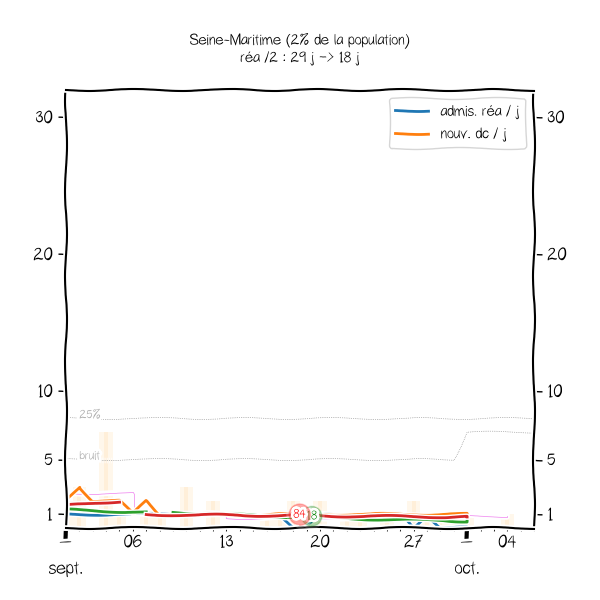 Seine-Maritime (2% de la population)
réa /2 : 29 j -> 18 j
admis. réa / j
nouv. dc / j
30
30
20
20
10
10
25%
5
bruit
5
1
84
8
1
06
13
20
27
04
sept.
oct.